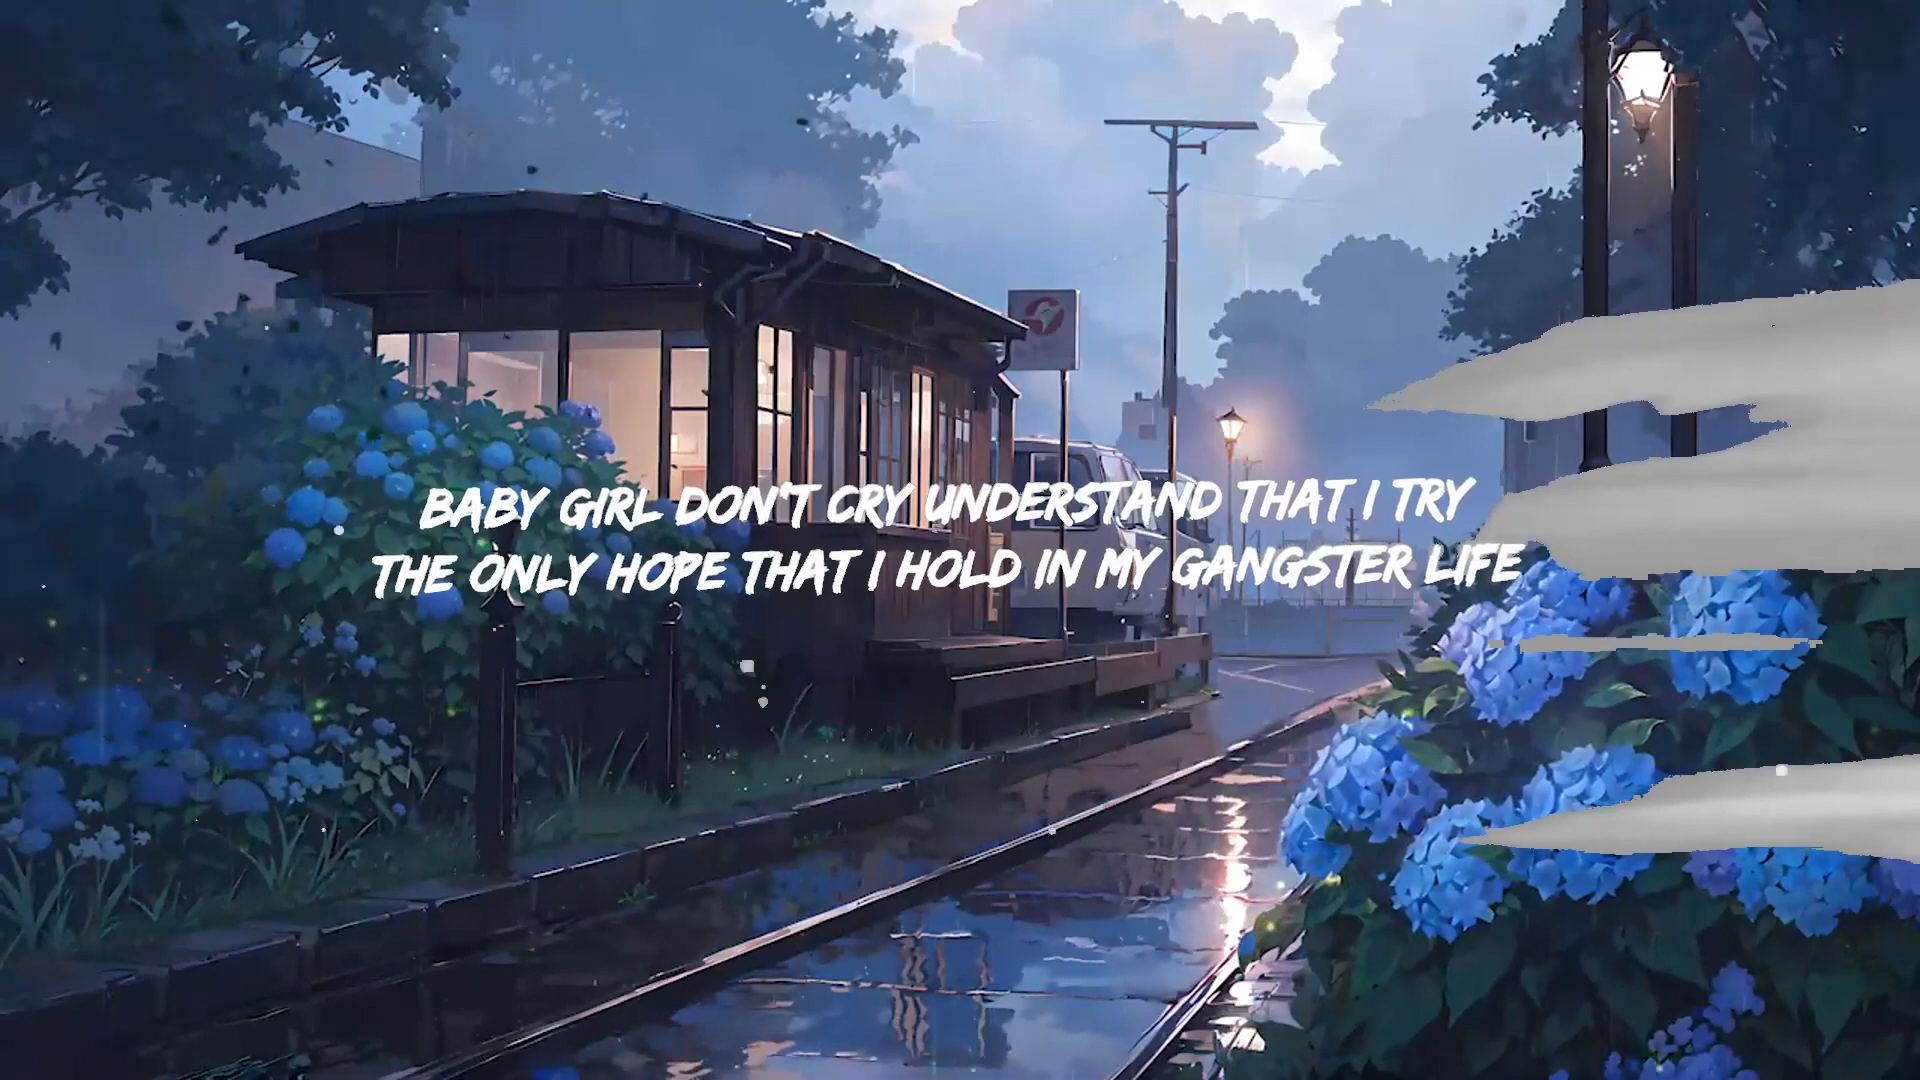 BABY GIRL DON'T CRY UNDERSTAND THAT I TRY
THE ONLY HOPE THAT I HOLD IN MY GANGSTER LIFE